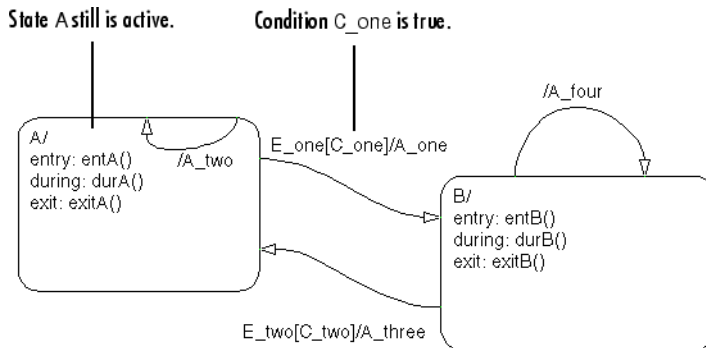 State A still is active.
Condition C_one is true.
/A_four
A/
entry: entA()
during: durA()
exit: exitA()
/A_two
E_one[C_one]/A_one
B/
entry: entB()
during: durB()
exit: exitB()
E_two[C_two]/A_three